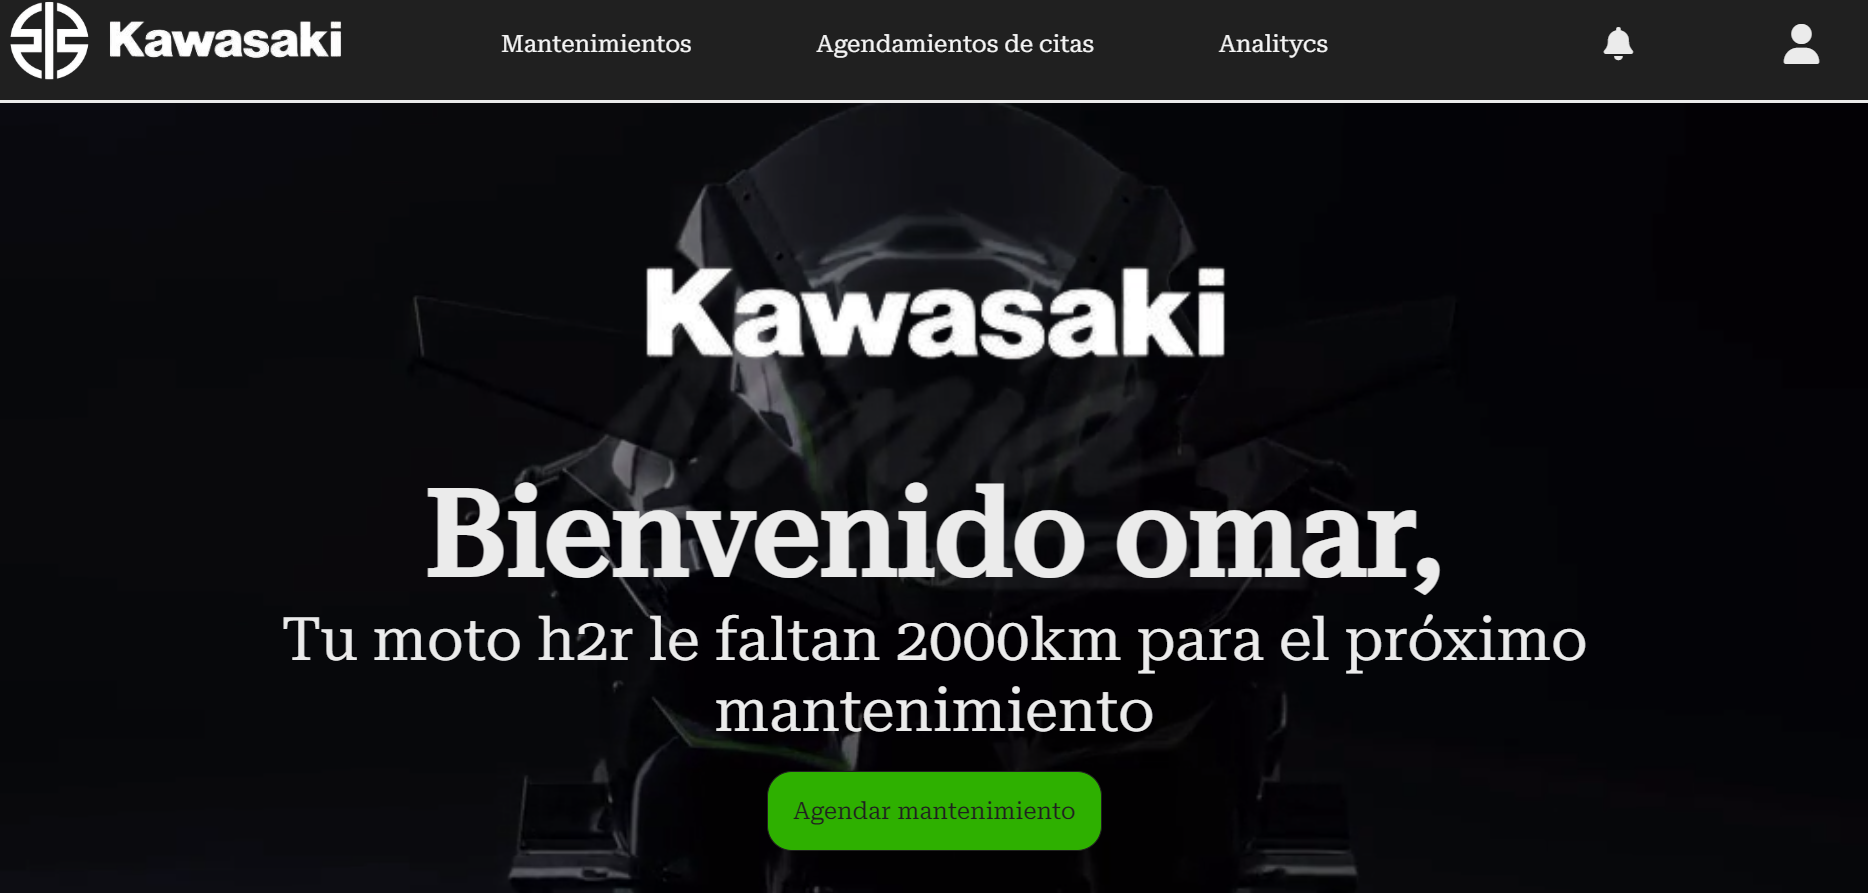 Kawasaki
Mantenimientos
Agendamientos de citas
Analitycs
Kawasaki
Bienvenido omar,
Tu moto h2r le faltan 2000km para el próximo
mantenimiento
Agendar mantenimiento